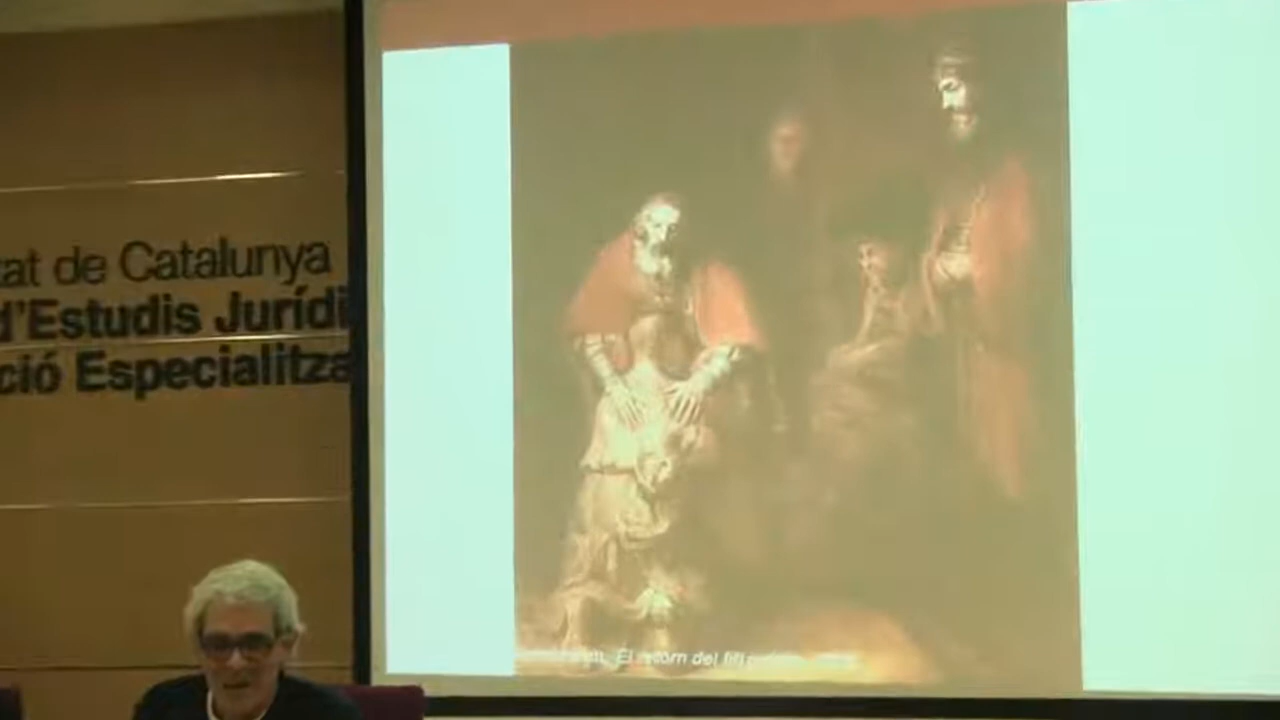 at de Catalunya
d'Estudis Jurídi
ció Especialitza
El retorn del fill